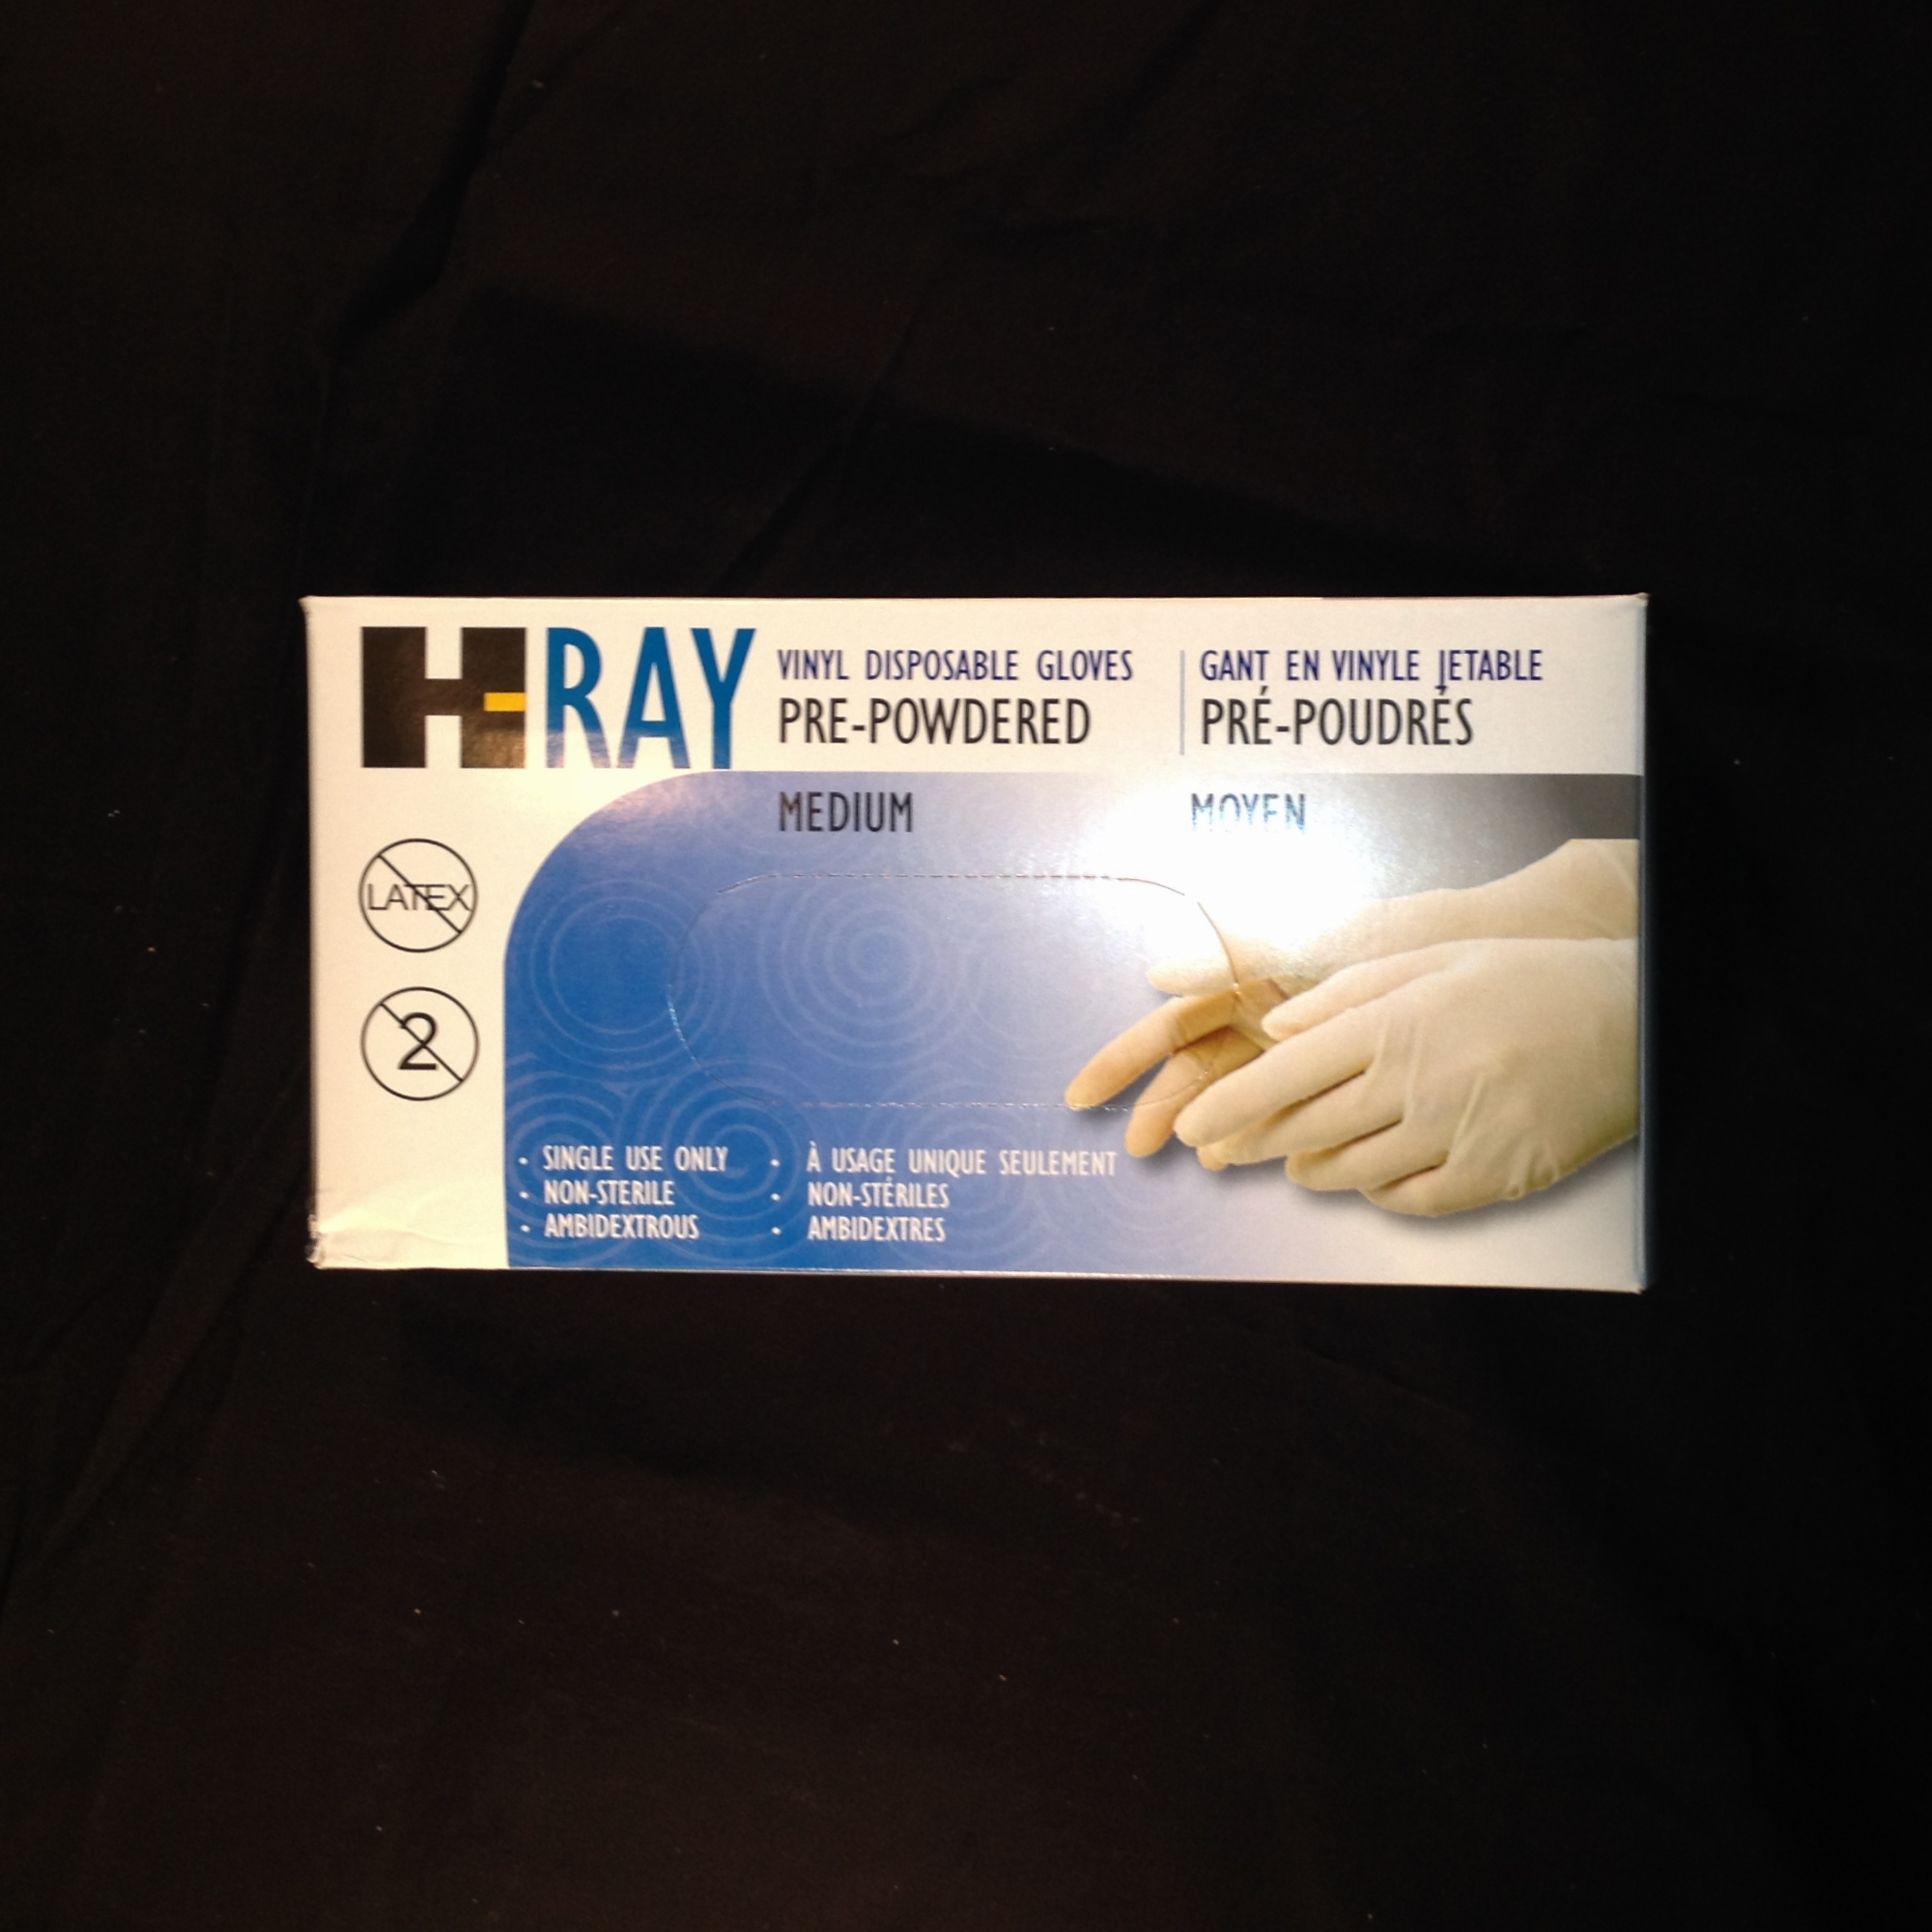 H-RAY
VINYL DISPOSABLE GLOVES
PRE-POWDERED
GANT EN VINYLE JETABLE
PRÉ-POUDRÉS
MEDIUM
MOYEN
LATEX
2
• SINGLE USE ONLY
• NON-STERILE
• AMBIDEXTROUS
• À USAGE UNIQUE SEULEMENT
• NON-STÉRILES
• AMBIDEXTRES